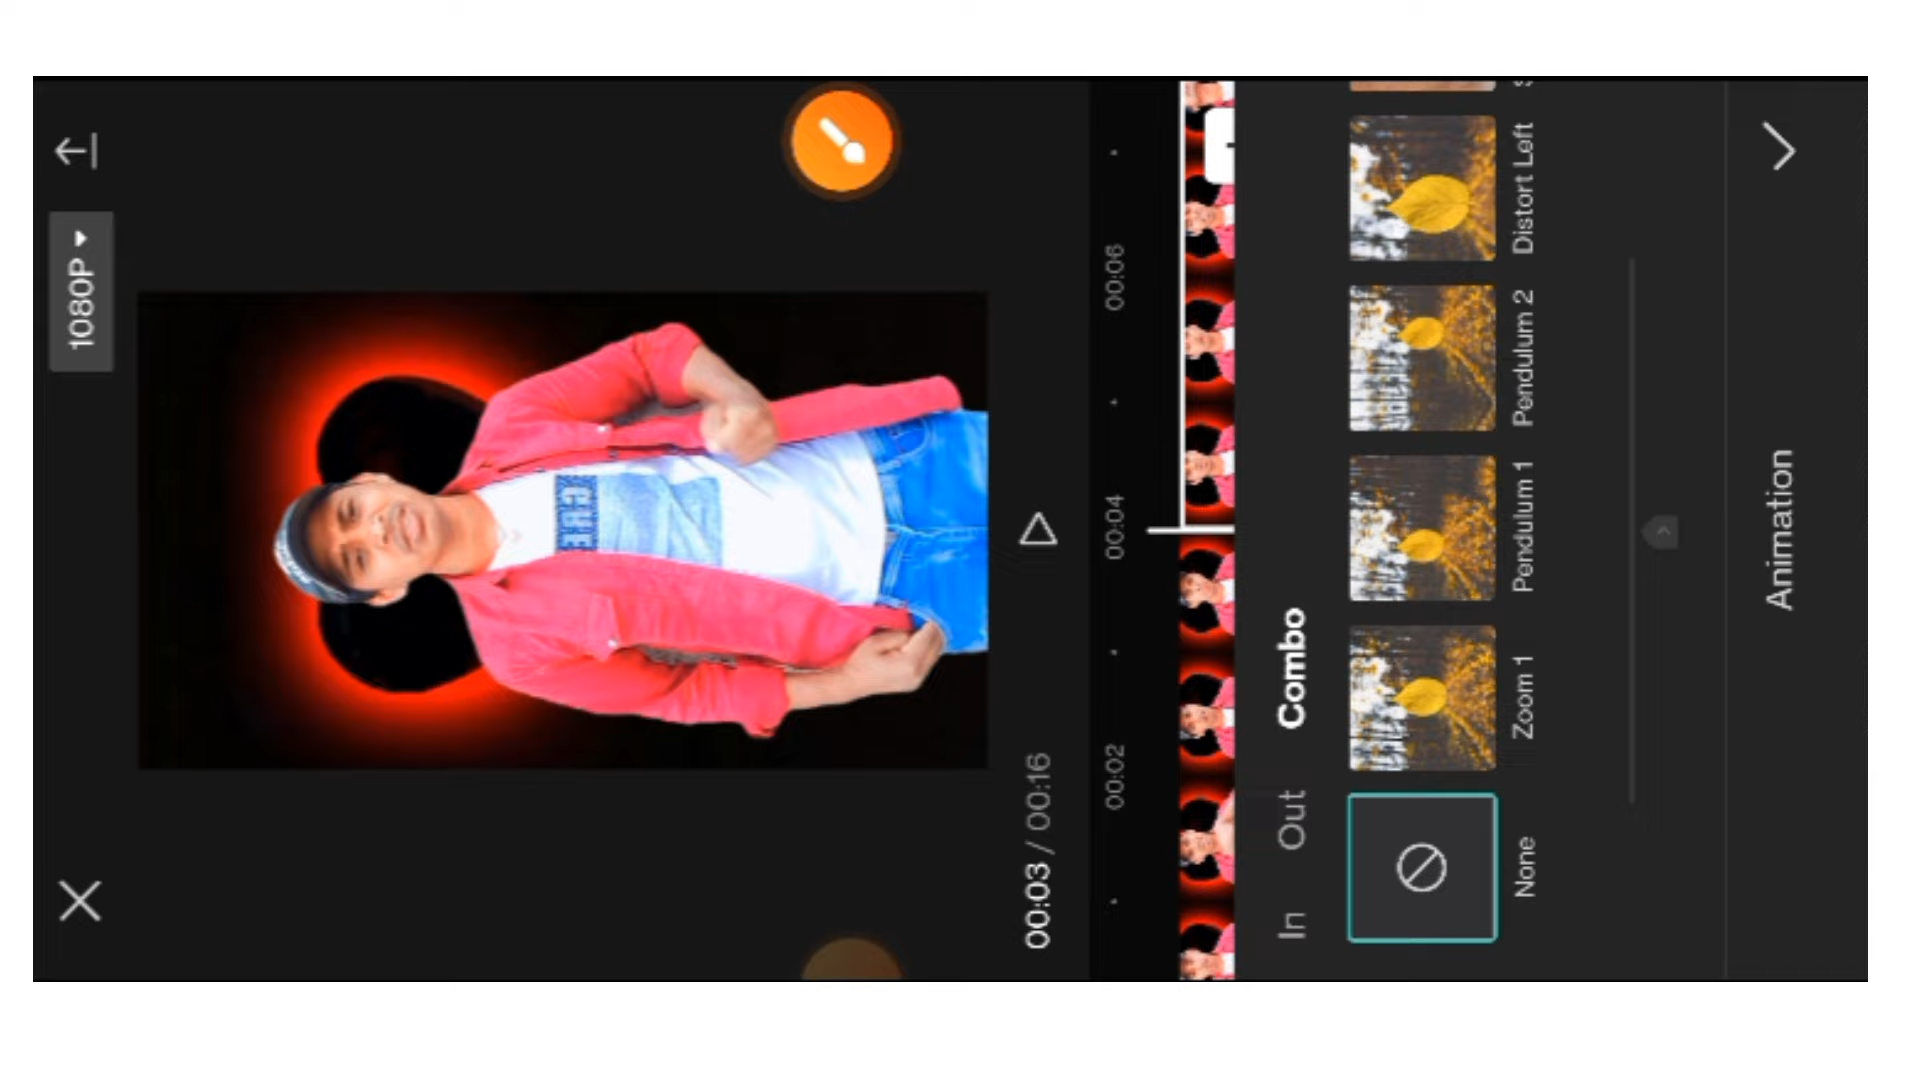 1080P
CUE
00:03 / 00:16
00:02
00:04
00:06
In
Out
Combo
None
Zoom 1
Pendulum 1
Pendulum 2
Distort Left
Animation